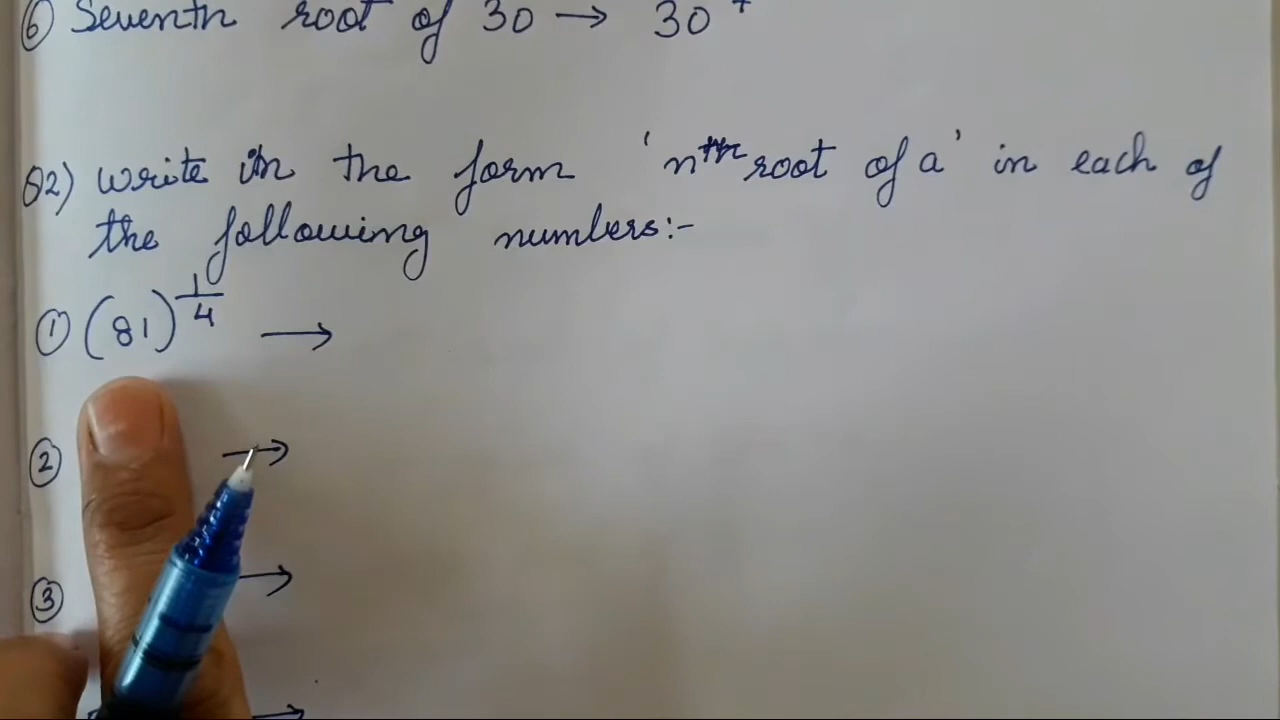 ⑥ Seventh root of 30 → 30
Q2) Write in the form 'nth root of a' in each of
the following numbers:-
① (81)^1/4 →
② →
③ →
→